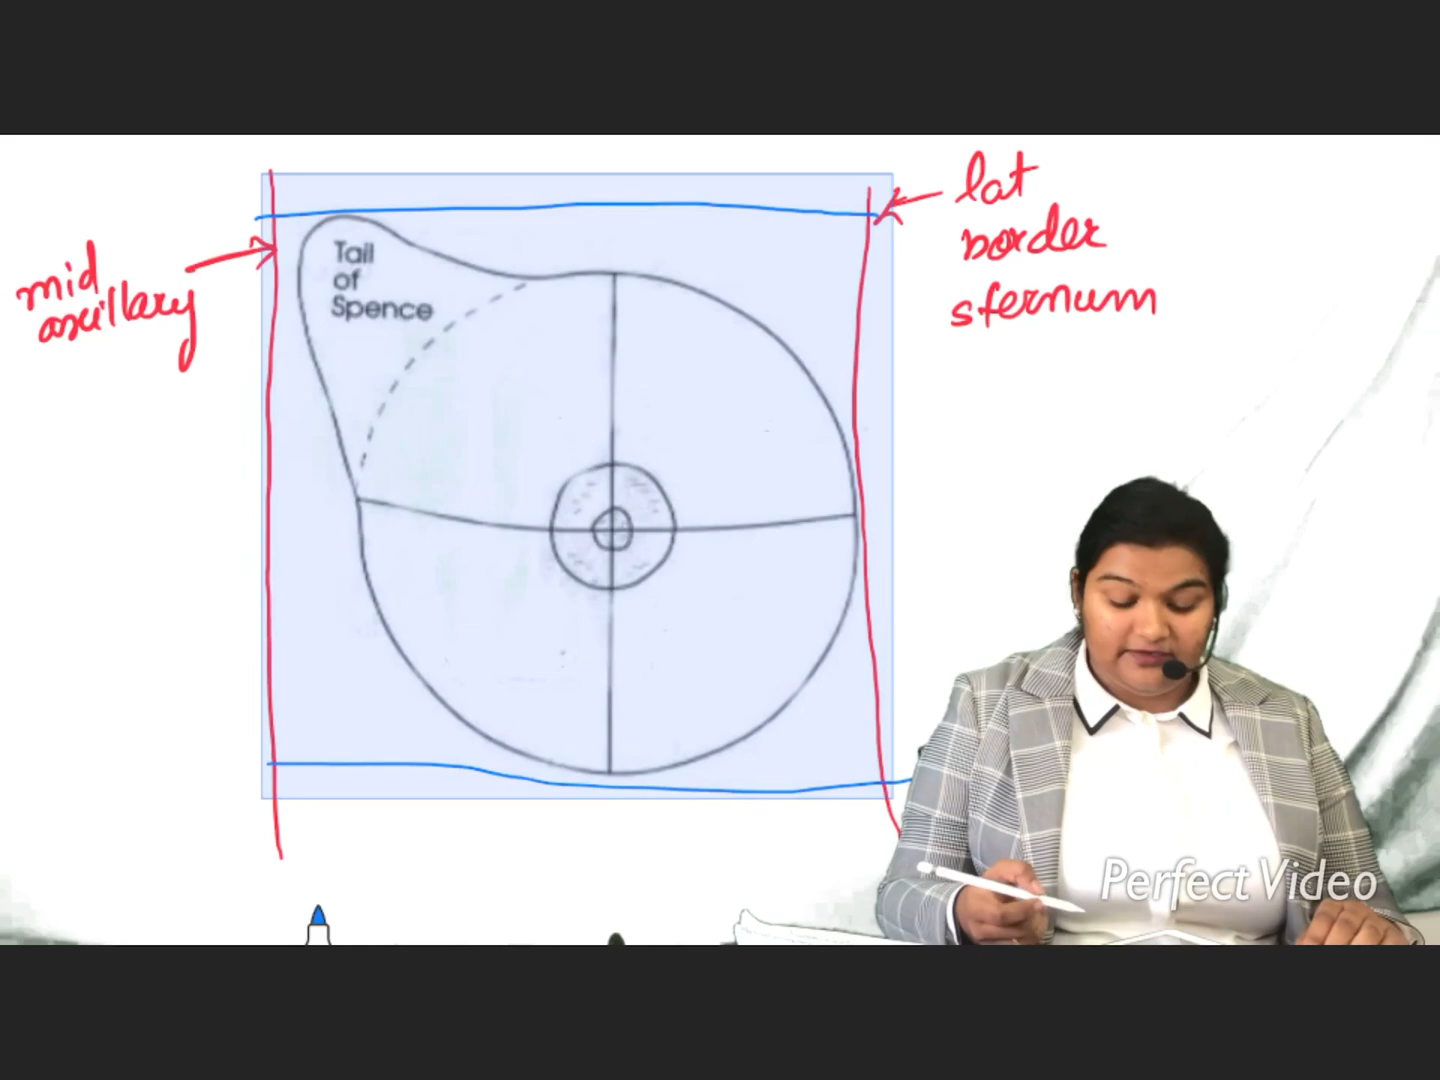 mid
axillary
Tail
of
Spence
lat
border
sternum
Perfect Video